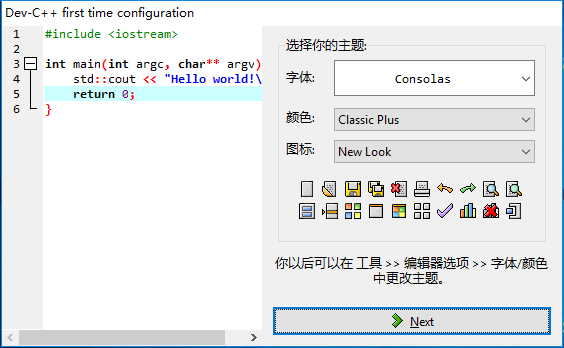 Dev-C++ first time configuration
1 #include <iostream>
2
3 int main(int argc, char** argv)
4 std::cout << "Hello world!\
5 return 0;
6 }
选择你的主题:
字体: Consolas
颜色: Classic Plus
图标: New Look
你以后可以在 工具 >> 编辑器选项 >> 字体/颜色
中更改主题。
Next